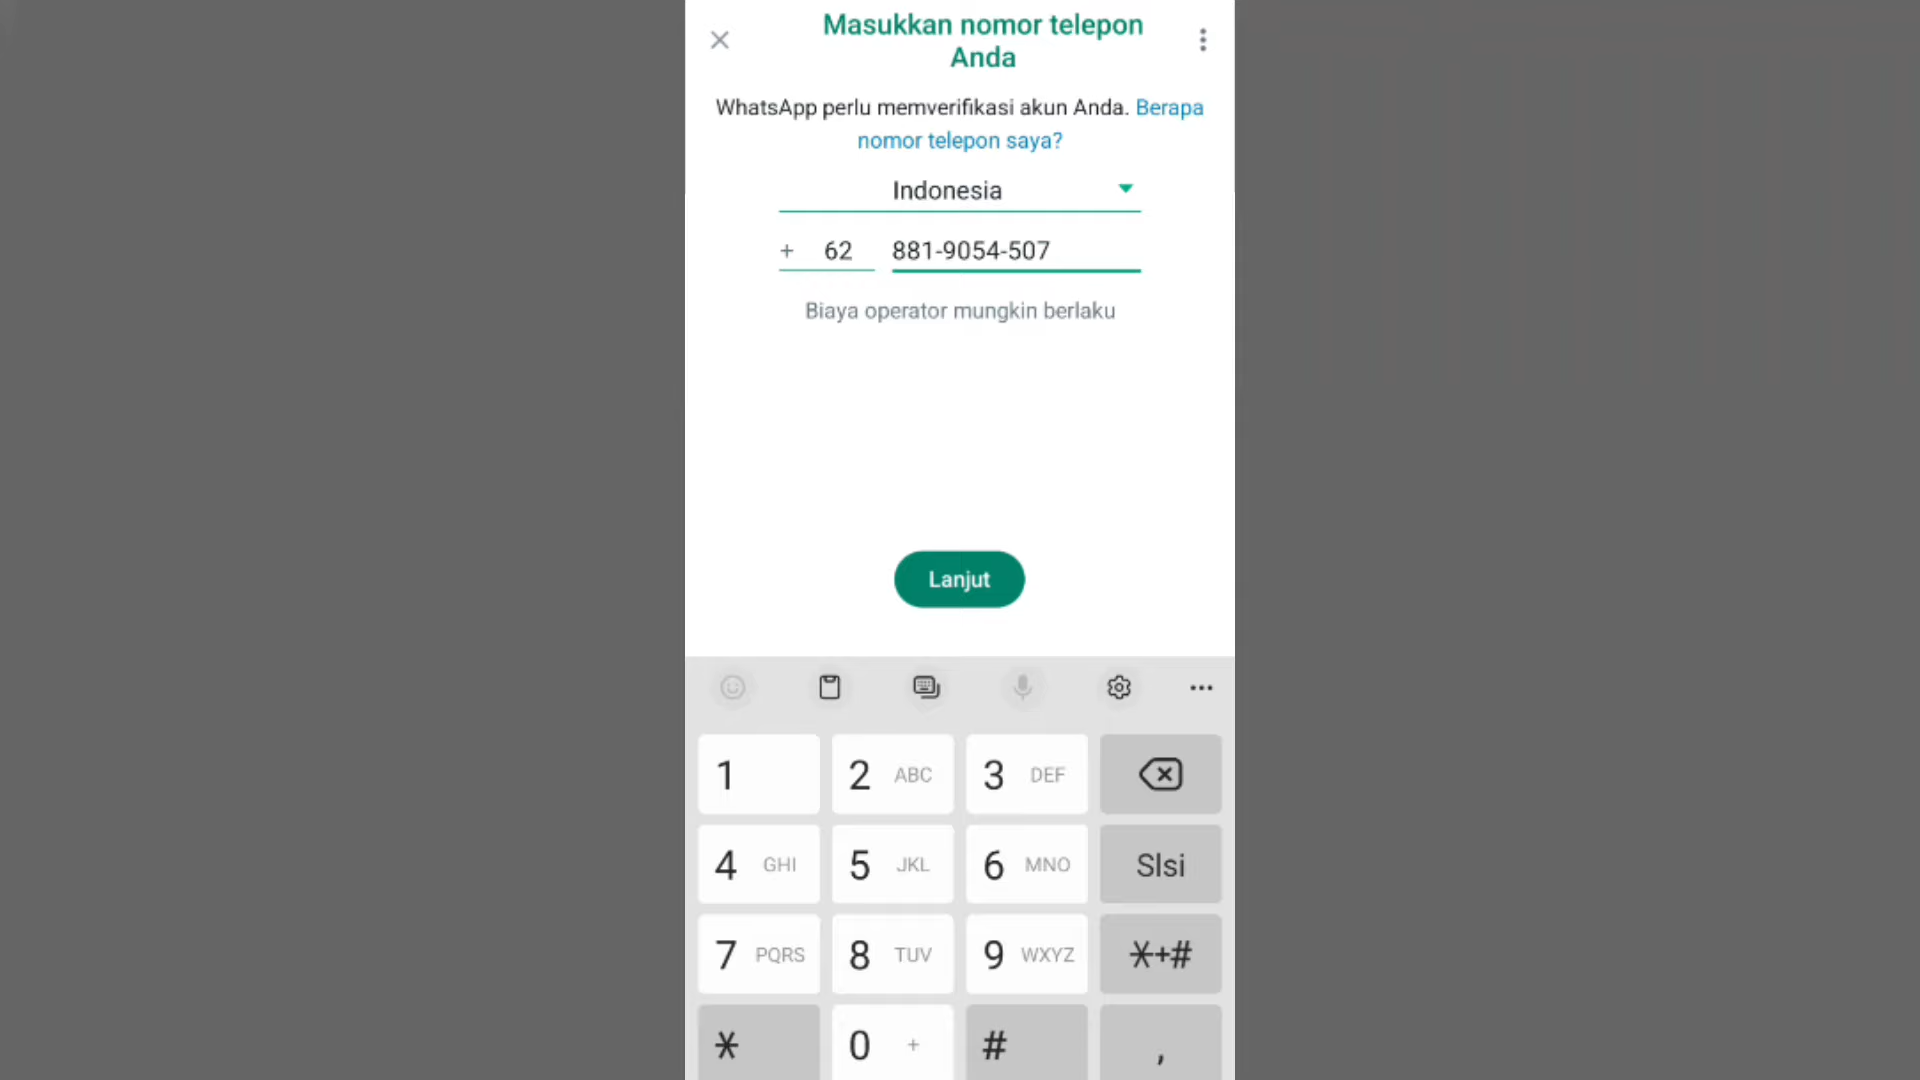 Masukkan nomor telepon
Anda
WhatsApp perlu memverifikasi akun Anda. Berapa
nomor telepon saya?
Indonesia
+ 62 881-9054-507
Biaya operator mungkin berlaku
Lanjut
1 2 ABC 3 DEF
4 GHI 5 JKL 6 MNO Slsi
7 PQRS 8 TUV 9 WXYZ *+#
* 0 + # ,